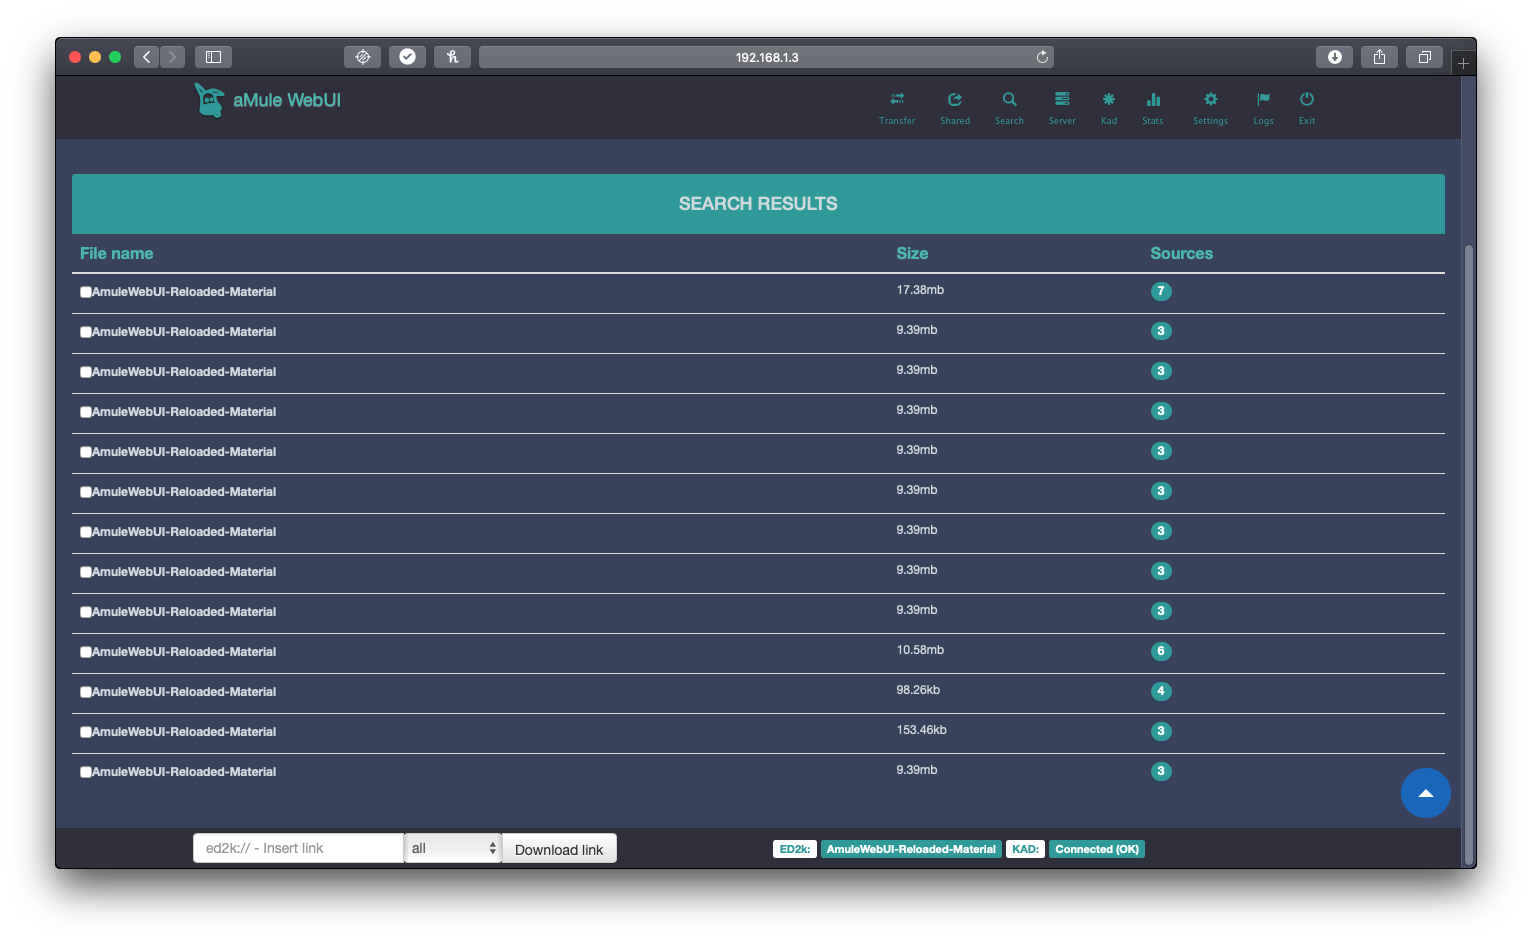 192.168.1.3
aMule WebUI
Transfer Shared Search Server Kad Stats Settings Logs Exit
SEARCH RESULTS
File name Size Sources
AmuleWebUI-Reloaded-Material 17.38mb 7
AmuleWebUI-Reloaded-Material 9.39mb 3
AmuleWebUI-Reloaded-Material 9.39mb 3
AmuleWebUI-Reloaded-Material 9.39mb 3
AmuleWebUI-Reloaded-Material 9.39mb 3
AmuleWebUI-Reloaded-Material 9.39mb 3
AmuleWebUI-Reloaded-Material 9.39mb 3
AmuleWebUI-Reloaded-Material 9.39mb 3
AmuleWebUI-Reloaded-Material 9.39mb 3
AmuleWebUI-Reloaded-Material 10.58mb 6
AmuleWebUI-Reloaded-Material 98.26kb 4
AmuleWebUI-Reloaded-Material 153.46kb 3
AmuleWebUI-Reloaded-Material 9.39mb 3
ed2k:// - Insert link all Download link ED2k: AmuleWebUI-Reloaded-Material KAD: Connected (OK)